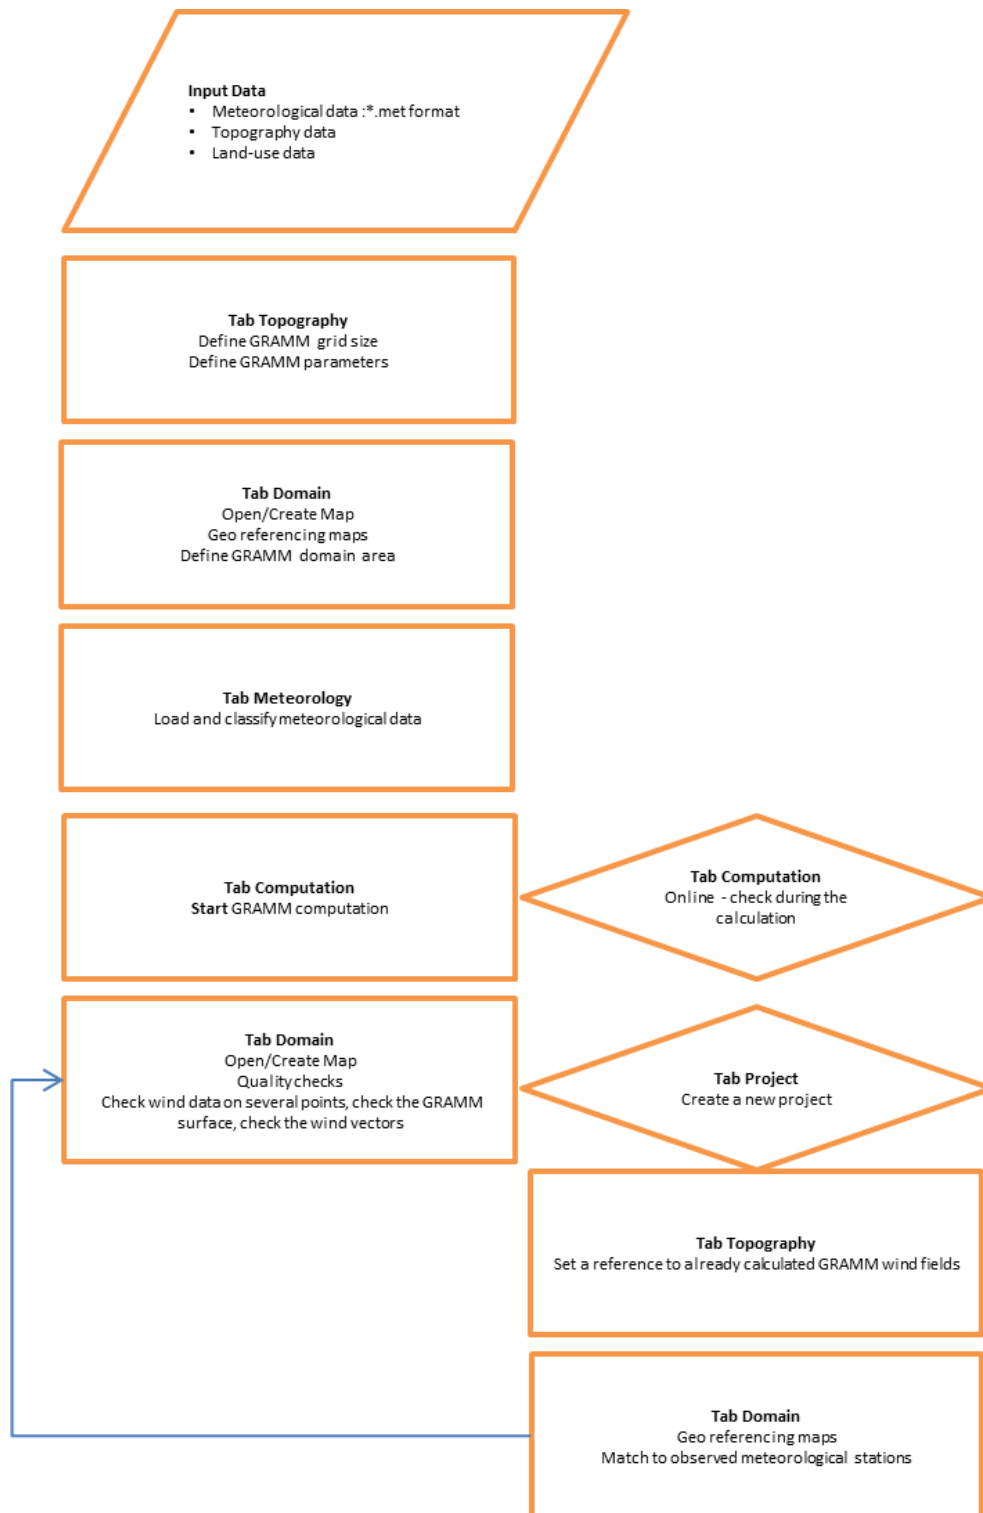 Input Data
• Meteorological data :*.met format
• Topography data
• Land-use data
Tab Topography
Define GRAMM grid size
Define GRAMM parameters
Tab Domain
Open/Create Map
Geo referencing maps
Define GRAMM domain area
Tab Meteorology
Load and classify meteorological data
Tab Computation
Start GRAMM computation
Tab Computation
Online - check during the
calculation
Tab Domain
Open/Create Map
Quality checks
Check wind data on several points, check the GRAMM
surface, check the wind vectors
Tab Project
Create a new project
Tab Topography
Set a reference to already calculated GRAMM wind fields
Tab Domain
Geo referencing maps
Match to observed meteorological stations